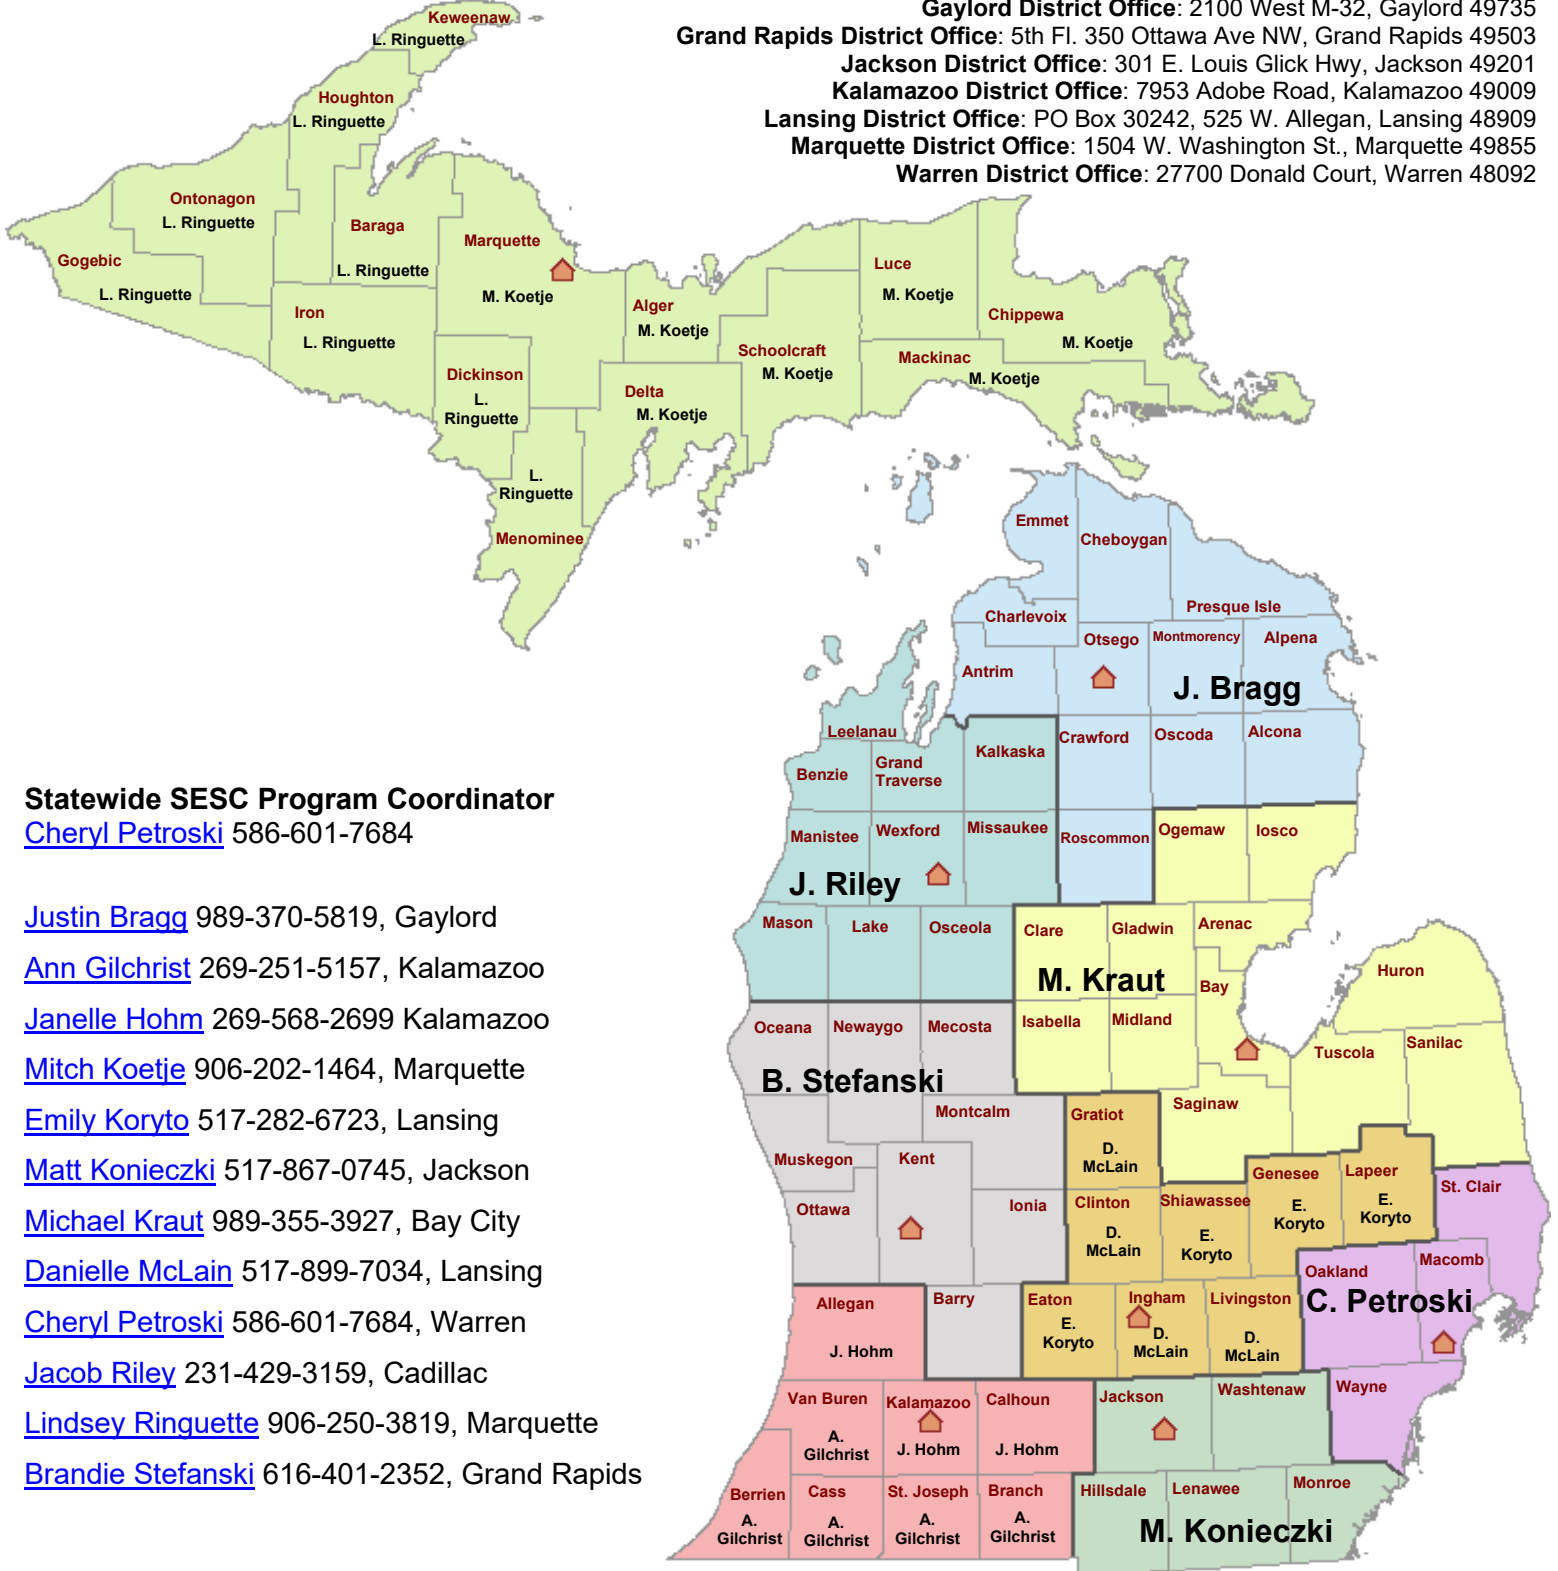 Gaylord District Office: 2100 West M-32, Gaylord 49735
Grand Rapids District Office: 5th Fl. 350 Ottawa Ave NW, Grand Rapids 49503
Jackson District Office: 301 E. Louis Glick Hwy, Jackson 49201
Kalamazoo District Office: 7953 Adobe Road, Kalamazoo 49009
Lansing District Office: PO Box 30242, 525 W. Allegan, Lansing 48909
Marquette District Office: 1504 W. Washington St., Marquette 49855
Warren District Office: 27700 Donald Court, Warren 48092
Keweenaw
L. Ringuette
Houghton
L. Ringuette
Ontonagon
L. Ringuette
Baraga
L. Ringuette
Gogebic
L. Ringuette
Marquette
M. Koetje
Iron
L. Ringuette
Alger
M. Koetje
Luce
M. Koetje
Chippewa
M. Koetje
Schoolcraft
M. Koetje
Mackinac
M. Koetje
Dickinson
L.
Ringuette
Delta
M. Koetje
L.
Ringuette
Menominee
Emmet
Cheboygan
Presque Isle
Charlevoix
Otsego
Montmorency
Alpena
Antrim
J. Bragg
Crawford
Oscoda
Alcona
Roscommon
Leelanau
Benzie
Grand
Traverse
Kalkaska
Manistee
Wexford
Missaukee
J. Riley
Mason
Lake
Osceola
Ogemaw
Iosco
Clare
Gladwin
Arenac
M. Kraut
Bay
Huron
Isabella
Midland
Tuscola
Sanilac
Saginaw
Oceana
Newaygo
Mecosta
B. Stefanski
Montcalm
Muskegon
Kent
Ottawa
Ionia
Barry
Gratiot
D.
McLain
Clinton
D.
McLain
Shiawassee
E.
Koryto
Genesee
E.
Koryto
Lapeer
E.
Koryto
Eaton
E.
Koryto
Ingham
D.
McLain
Livingston
D.
McLain
St. Clair
Macomb
Oakland
C. Petroski
Wayne
Allegan
J. Hohm
Van Buren
A.
Gilchrist
Kalamazoo
J. Hohm
Calhoun
J. Hohm
Berrien
A.
Gilchrist
Cass
A.
Gilchrist
St. Joseph
A.
Gilchrist
Branch
A.
Gilchrist
Jackson
Washtenaw
Hillsdale
Lenawee
Monroe
M. Konieczki
Statewide SESC Program Coordinator
Cheryl Petroski 586-601-7684
Justin Bragg 989-370-5819, Gaylord
Ann Gilchrist 269-251-5157, Kalamazoo
Janelle Hohm 269-568-2699 Kalamazoo
Mitch Koetje 906-202-1464, Marquette
Emily Koryto 517-282-6723, Lansing
Matt Konieczki 517-867-0745, Jackson
Michael Kraut 989-355-3927, Bay City
Danielle McLain 517-899-7034, Lansing
Cheryl Petroski 586-601-7684, Warren
Jacob Riley 231-429-3159, Cadillac
Lindsey Ringuette 906-250-3819, Marquette
Brandie Stefanski 616-401-2352, Grand Rapids